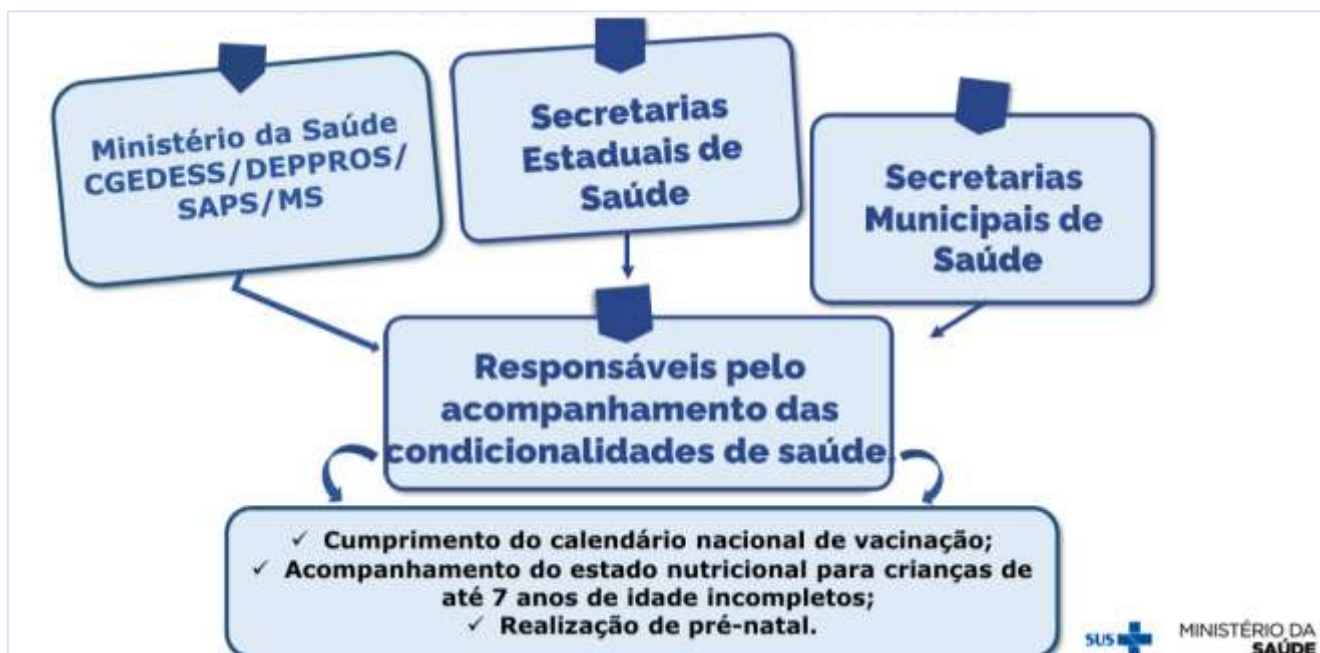 Ministério da Saúde
CGEDESS/DEPPROS/
SAPS/MS
Secretarias
Estaduais de
Saúde
Secretarias
Municipais de
Saúde
Responsáveis pelo
acompanhamento das
condicionalidades de saúde.
✓ Cumprimento do calendário nacional de vacinação;
✓ Acompanhamento do estado nutricional para crianças de
até 7 anos de idade incompletos;
✓ Realização de pré-natal.
SUS
MINISTÉRIO DA
SAÚDE